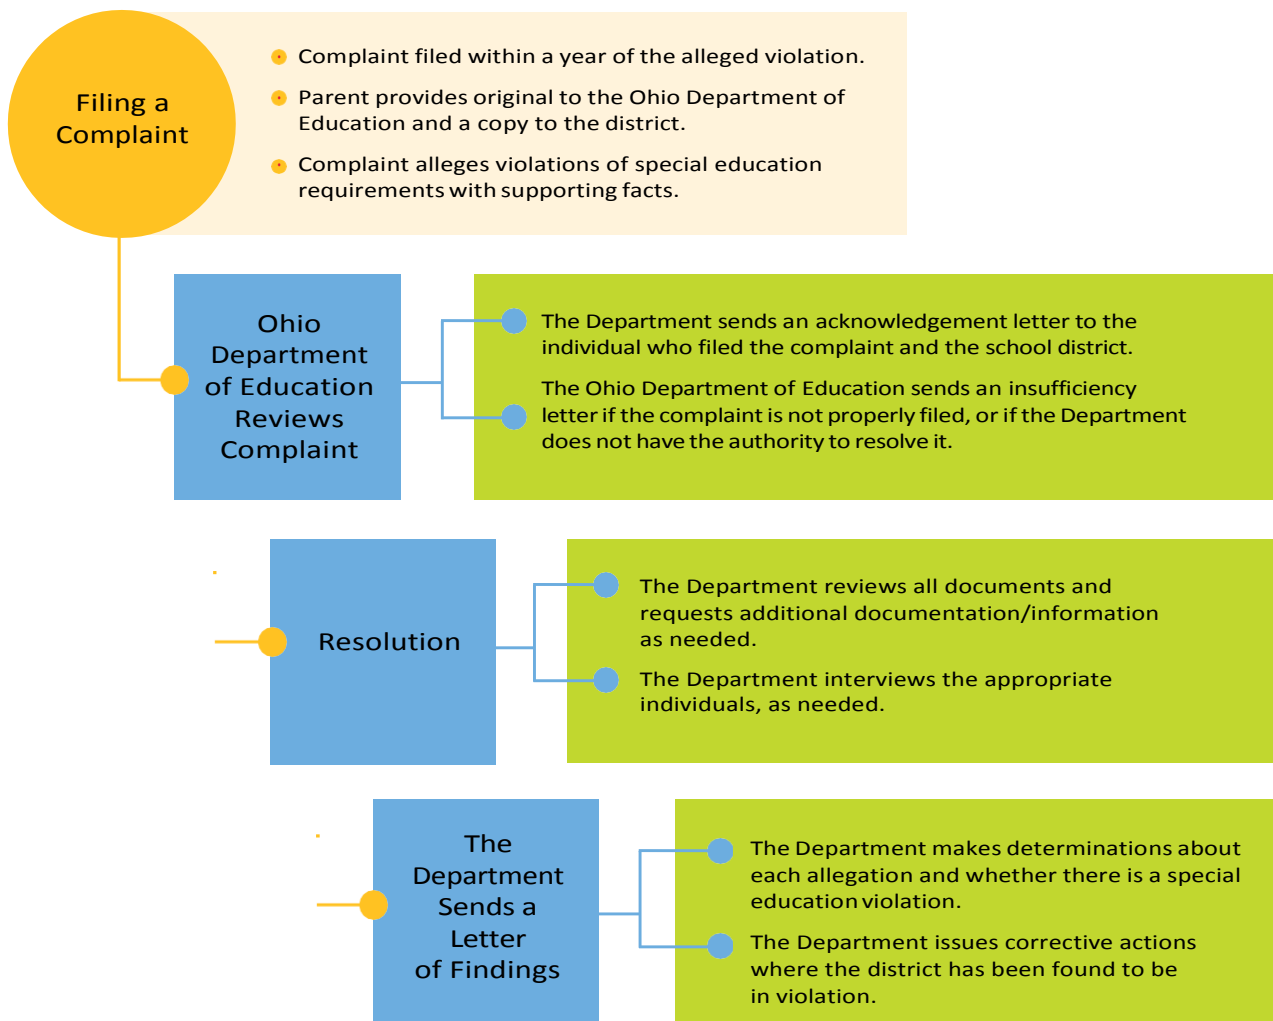 Filing a
Complaint
Complaint filed within a year of the alleged violation.
Parent provides original to the Ohio Department of
Education and a copy to the district.
Complaint alleges violations of special education
requirements with supporting facts.
Ohio
Department
of Education
Reviews
Complaint
The Department sends an acknowledgement letter to the
individual who filed the complaint and the school district.
The Ohio Department of Education sends an insufficiency
letter if the complaint is not properly filed, or if the Department
does not have the authority to resolve it.
Resolution
The Department reviews all documents and
requests additional documentation/information
as needed.
The Department interviews the appropriate
individuals, as needed.
The
Department
Sends a
Letter
of Findings
The Department makes determinations about
each allegation and whether there is a special
education violation.
The Department issues corrective actions
where the district has been found to be
in violation.